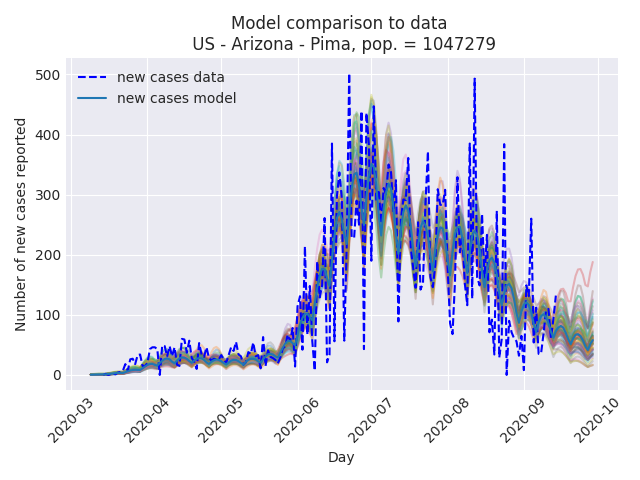 Model comparison to data
US - Arizona - Pima, pop. = 1047279
new cases data
new cases model
Number of new cases reported
500
400
300
200
100
0
2020-03
2020-04
2020-05
2020-06
2020-07
2020-08
2020-09
2020-10
Day